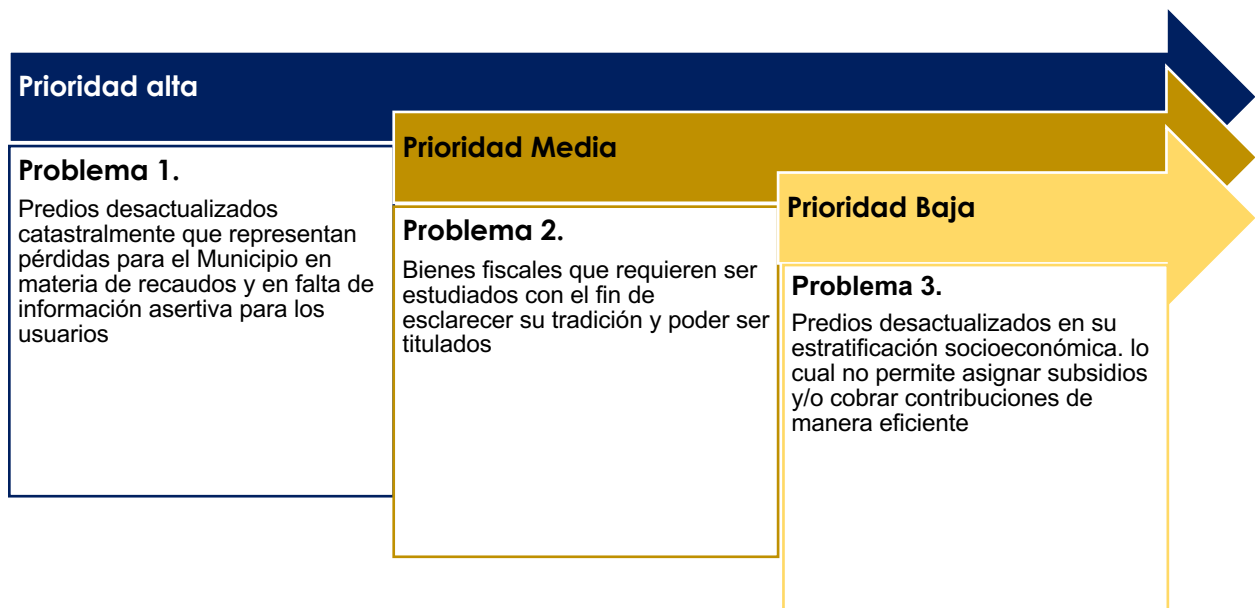 Prioridad alta
Problema 1.
Predios desactualizados
catastralmente que representan
pérdidas para el Municipio en
materia de recaudos y en falta de
información asertiva para los
usuarios
Prioridad Media
Problema 2.
Bienes fiscales que requieren ser
estudiados con el fin de
esclarecer su tradición y poder ser
titulados
Prioridad Baja
Problema 3.
Predios desactualizados en su
estratificación socioeconómica. lo
cual no permite asignar subsidios
y/o cobrar contribuciones de
manera eficiente